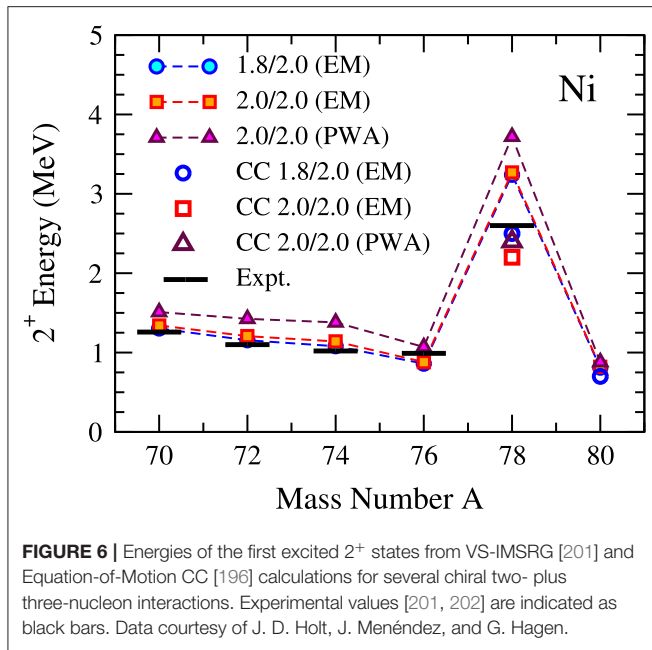 5
4
3
2
1
0
2⁺ Energy (MeV)
1.8/2.0 (EM)
2.0/2.0 (EM)
2.0/2.0 (PWA)
CC 1.8/2.0 (EM)
CC 2.0/2.0 (EM)
CC 2.0/2.0 (PWA)
Expt.
Ni
70 72 74 76 78 80
Mass Number A
FIGURE 6 | Energies of the first excited 2⁺ states from VS-IMSRG [201] and
Equation-of-Motion CC [196] calculations for several chiral two- plus
three-nucleon interactions. Experimental values [201, 202] are indicated as
black bars. Data courtesy of J. D. Holt, J. Menéndez, and G. Hagen.